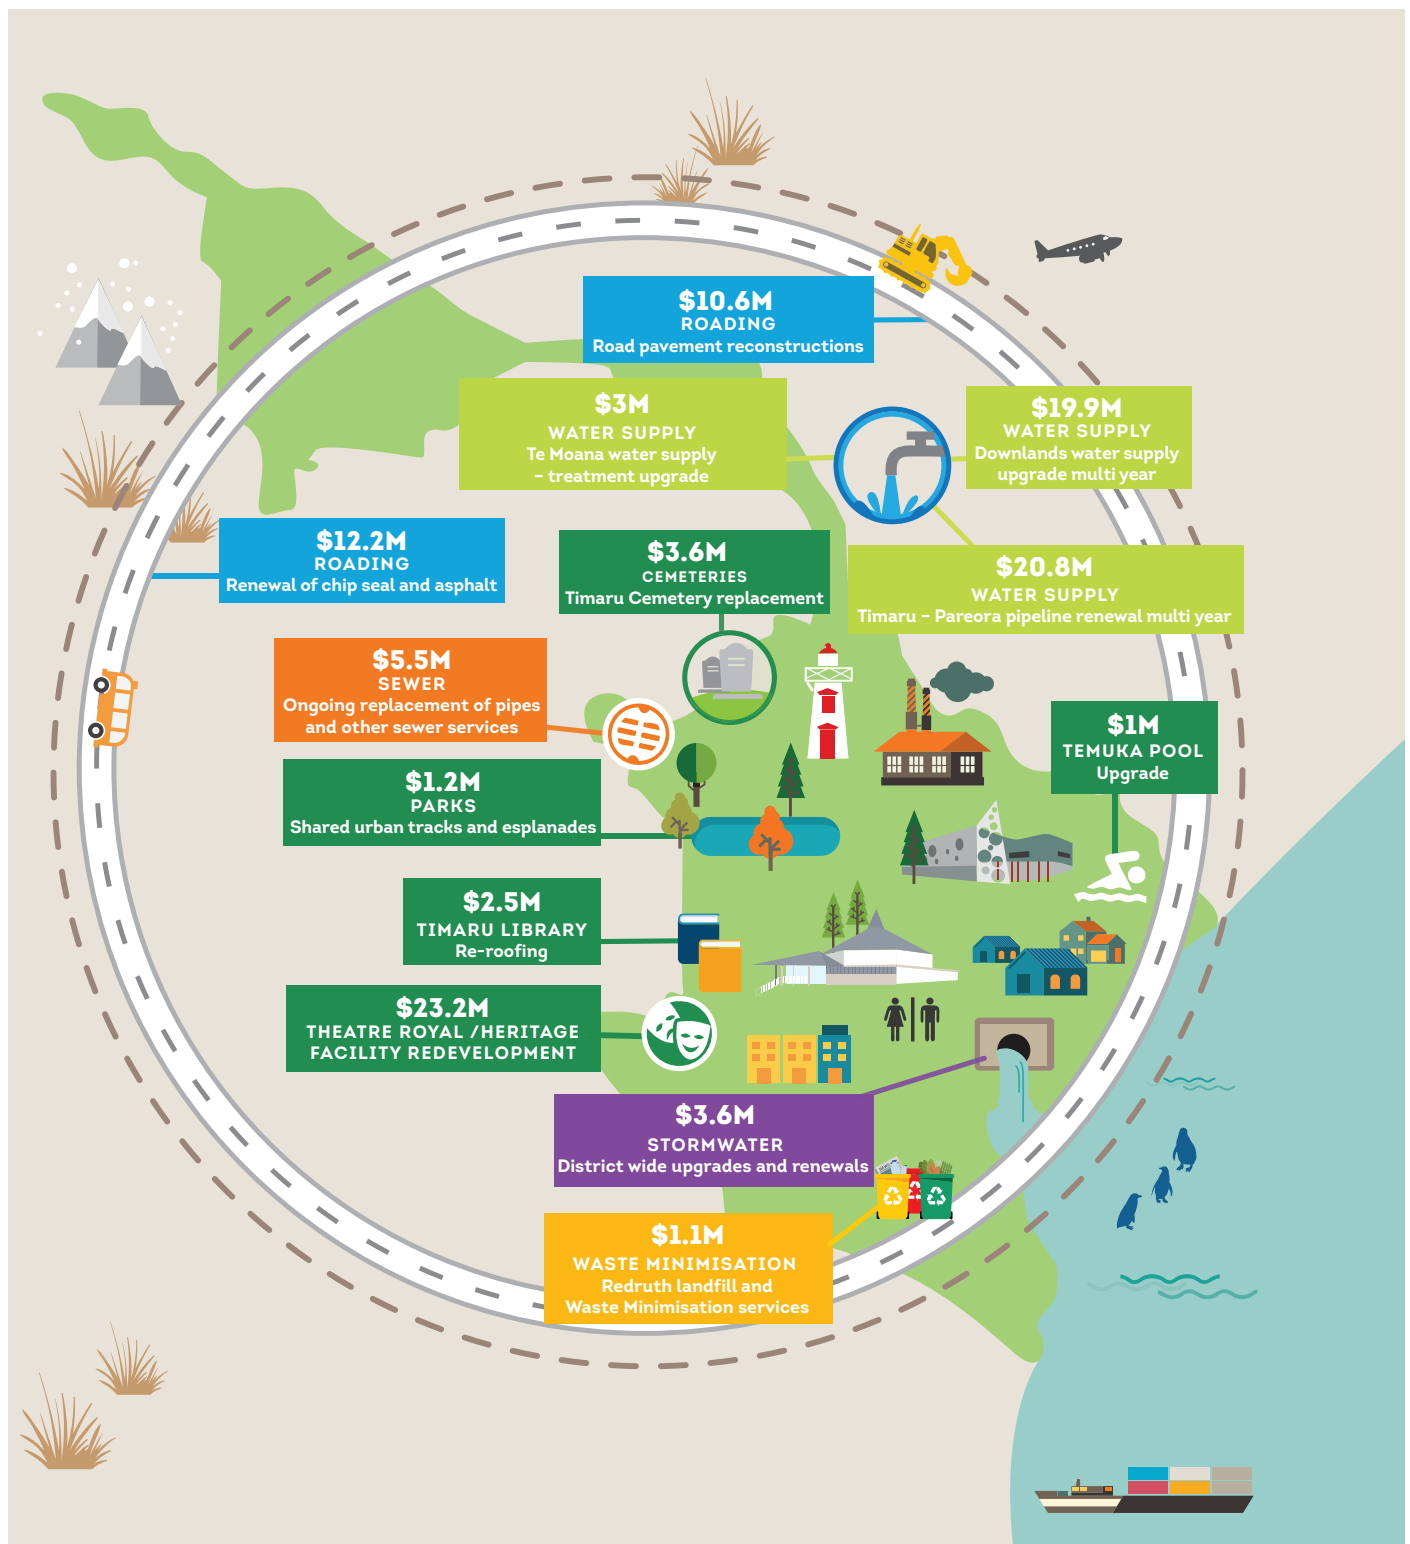 $10.6M
ROADING
Road pavement reconstructions
$3M
WATER SUPPLY
Te Moana water supply
– treatment upgrade
$19.9M
WATER SUPPLY
Downlands water supply
upgrade multi year
$12.2M
ROADING
Renewal of chip seal and asphalt
$3.6M
CEMETERIES
Timaru Cemetery replacement
$20.8M
WATER SUPPLY
Timaru – Pareora pipeline renewal multi year
$5.5M
SEWER
Ongoing replacement of pipes
and other sewer services
$1M
TEMUKA POOL
Upgrade
$1.2M
PARKS
Shared urban tracks and esplanades
$2.5M
TIMARU LIBRARY
Re-roofing
$23.2M
THEATRE ROYAL /HERITAGE
FACILITY REDEVELOPMENT
$3.6M
STORMWATER
District wide upgrades and renewals
$1.1M
WASTE MINIMISATION
Redruth landfill and
Waste Minimisation services